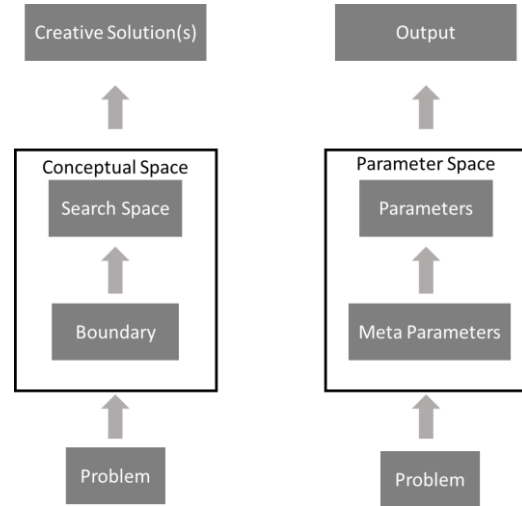 Creative Solution(s)
Conceptual Space
Search Space
Boundary
Problem
Output
Parameter Space
Parameters
Meta Parameters
Problem